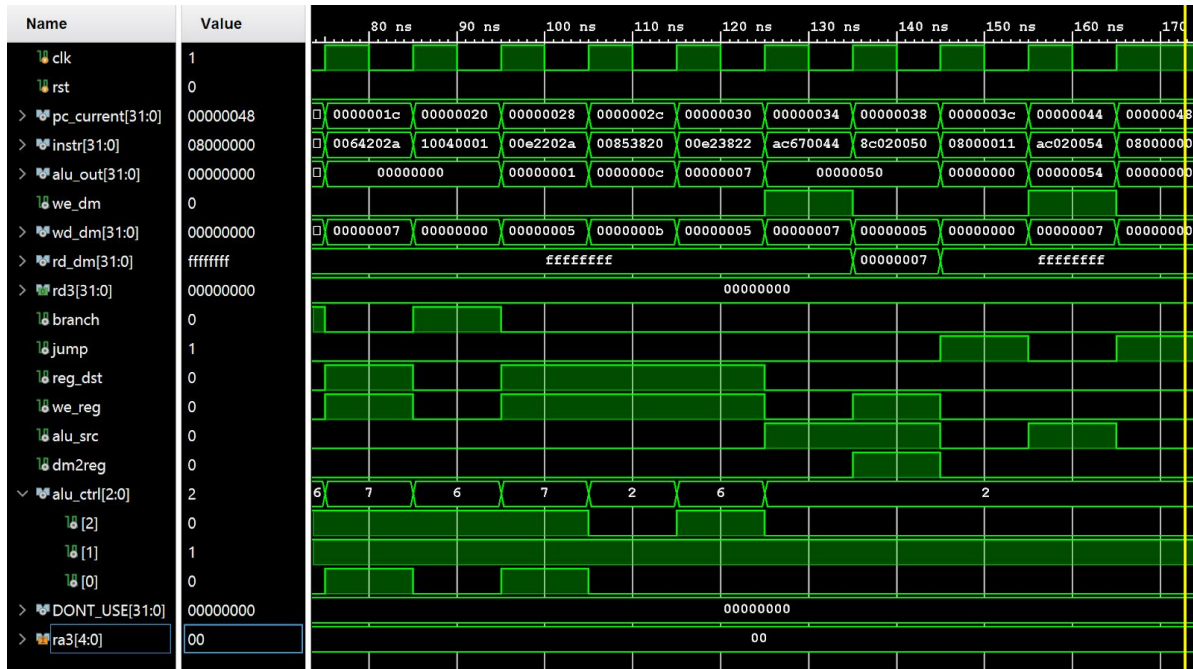 Name Value 80 ns 90 ns 100 ns 110 ns 120 ns 130 ns 140 ns 150 ns 160 ns 170
clk 1
rst 0
pc_current[31:0] 00000048 0000001c 00000020 00000028 0000002c 00000030 00000034 00000038 0000003c 00000044 00000048
instr[31:0] 08000000 0064202a 10040001 00e2202a 00853820 00e23822 ac670044 8c020050 08000011 ac020054 08000000
alu_out[31:0] 00000000 00000000 00000001 0000000c 00000007 00000050 00000000 00000054 00000000
we_dm 0
wd_dm[31:0] 00000000 00000007 00000000 00000005 0000000b 00000005 00000007 00000005 00000000 00000007 00000000
rd_dm[31:0] ffffffff ffffffff 00000007 ffffffff
rd3[31:0] 00000000 00000000
branch 0
jump 1
reg_dst 0
we_reg 0
alu_src 0
dm2reg 0
alu_ctrl[2:0] 2 6 7 6 7 2 6 2
[2] 0
[1] 1
[0] 0
DONT_USE[31:0] 00000000 00000000
ra3[4:0] 00 00